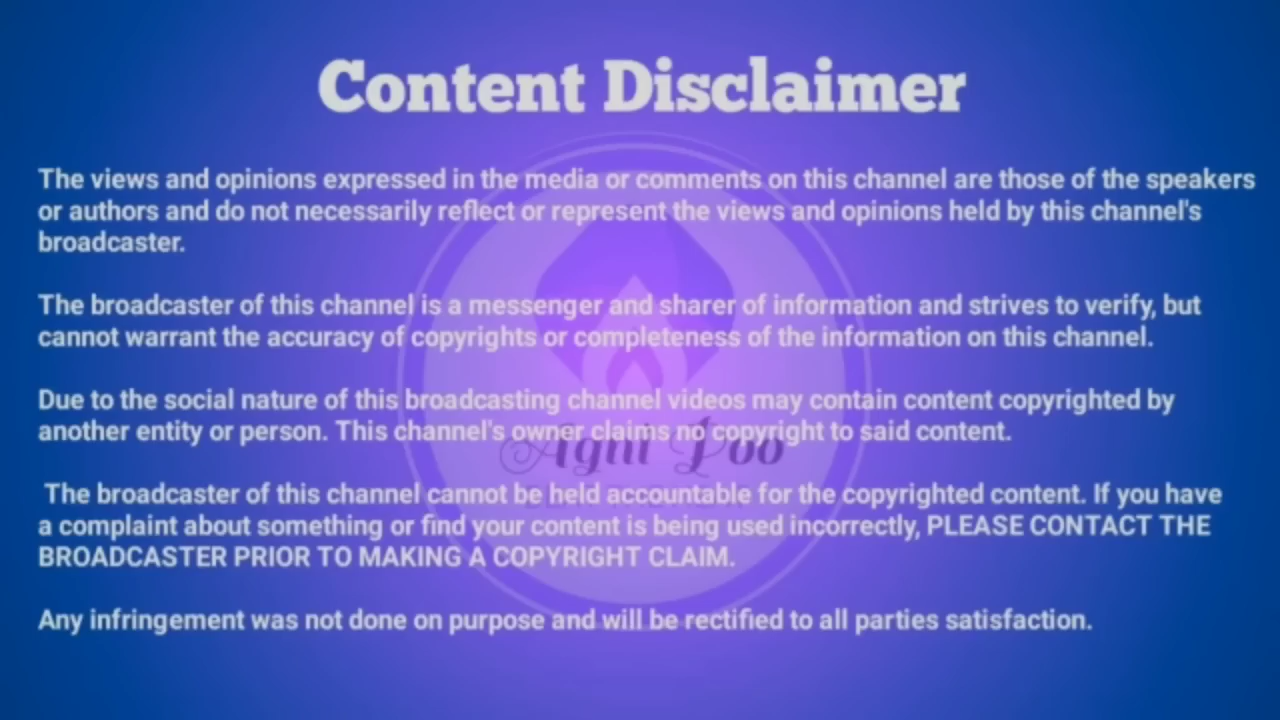 Content Disclaimer
The views and opinions expressed in the media or comments on this channel are those of the speakers
or authors and do not necessarily reflect or represent the views and opinions held by this channel's
broadcaster.
The broadcaster of this channel is a messenger and sharer of information and strives to verify, but
cannot warrant the accuracy of copyrights or completeness of the information on this channel.
Due to the social nature of this broadcasting channel videos may contain content copyrighted by
another entity or person. This channel's owner claims no copyright to said content.
Agni Poo
The broadcaster of this channel cannot be held accountable for the copyrighted content. If you have
a complaint about something or find your content is being used incorrectly, PLEASE CONTACT THE
BROADCASTER PRIOR TO MAKING A COPYRIGHT CLAIM.
Any infringement was not done on purpose and will be rectified to all parties satisfaction.